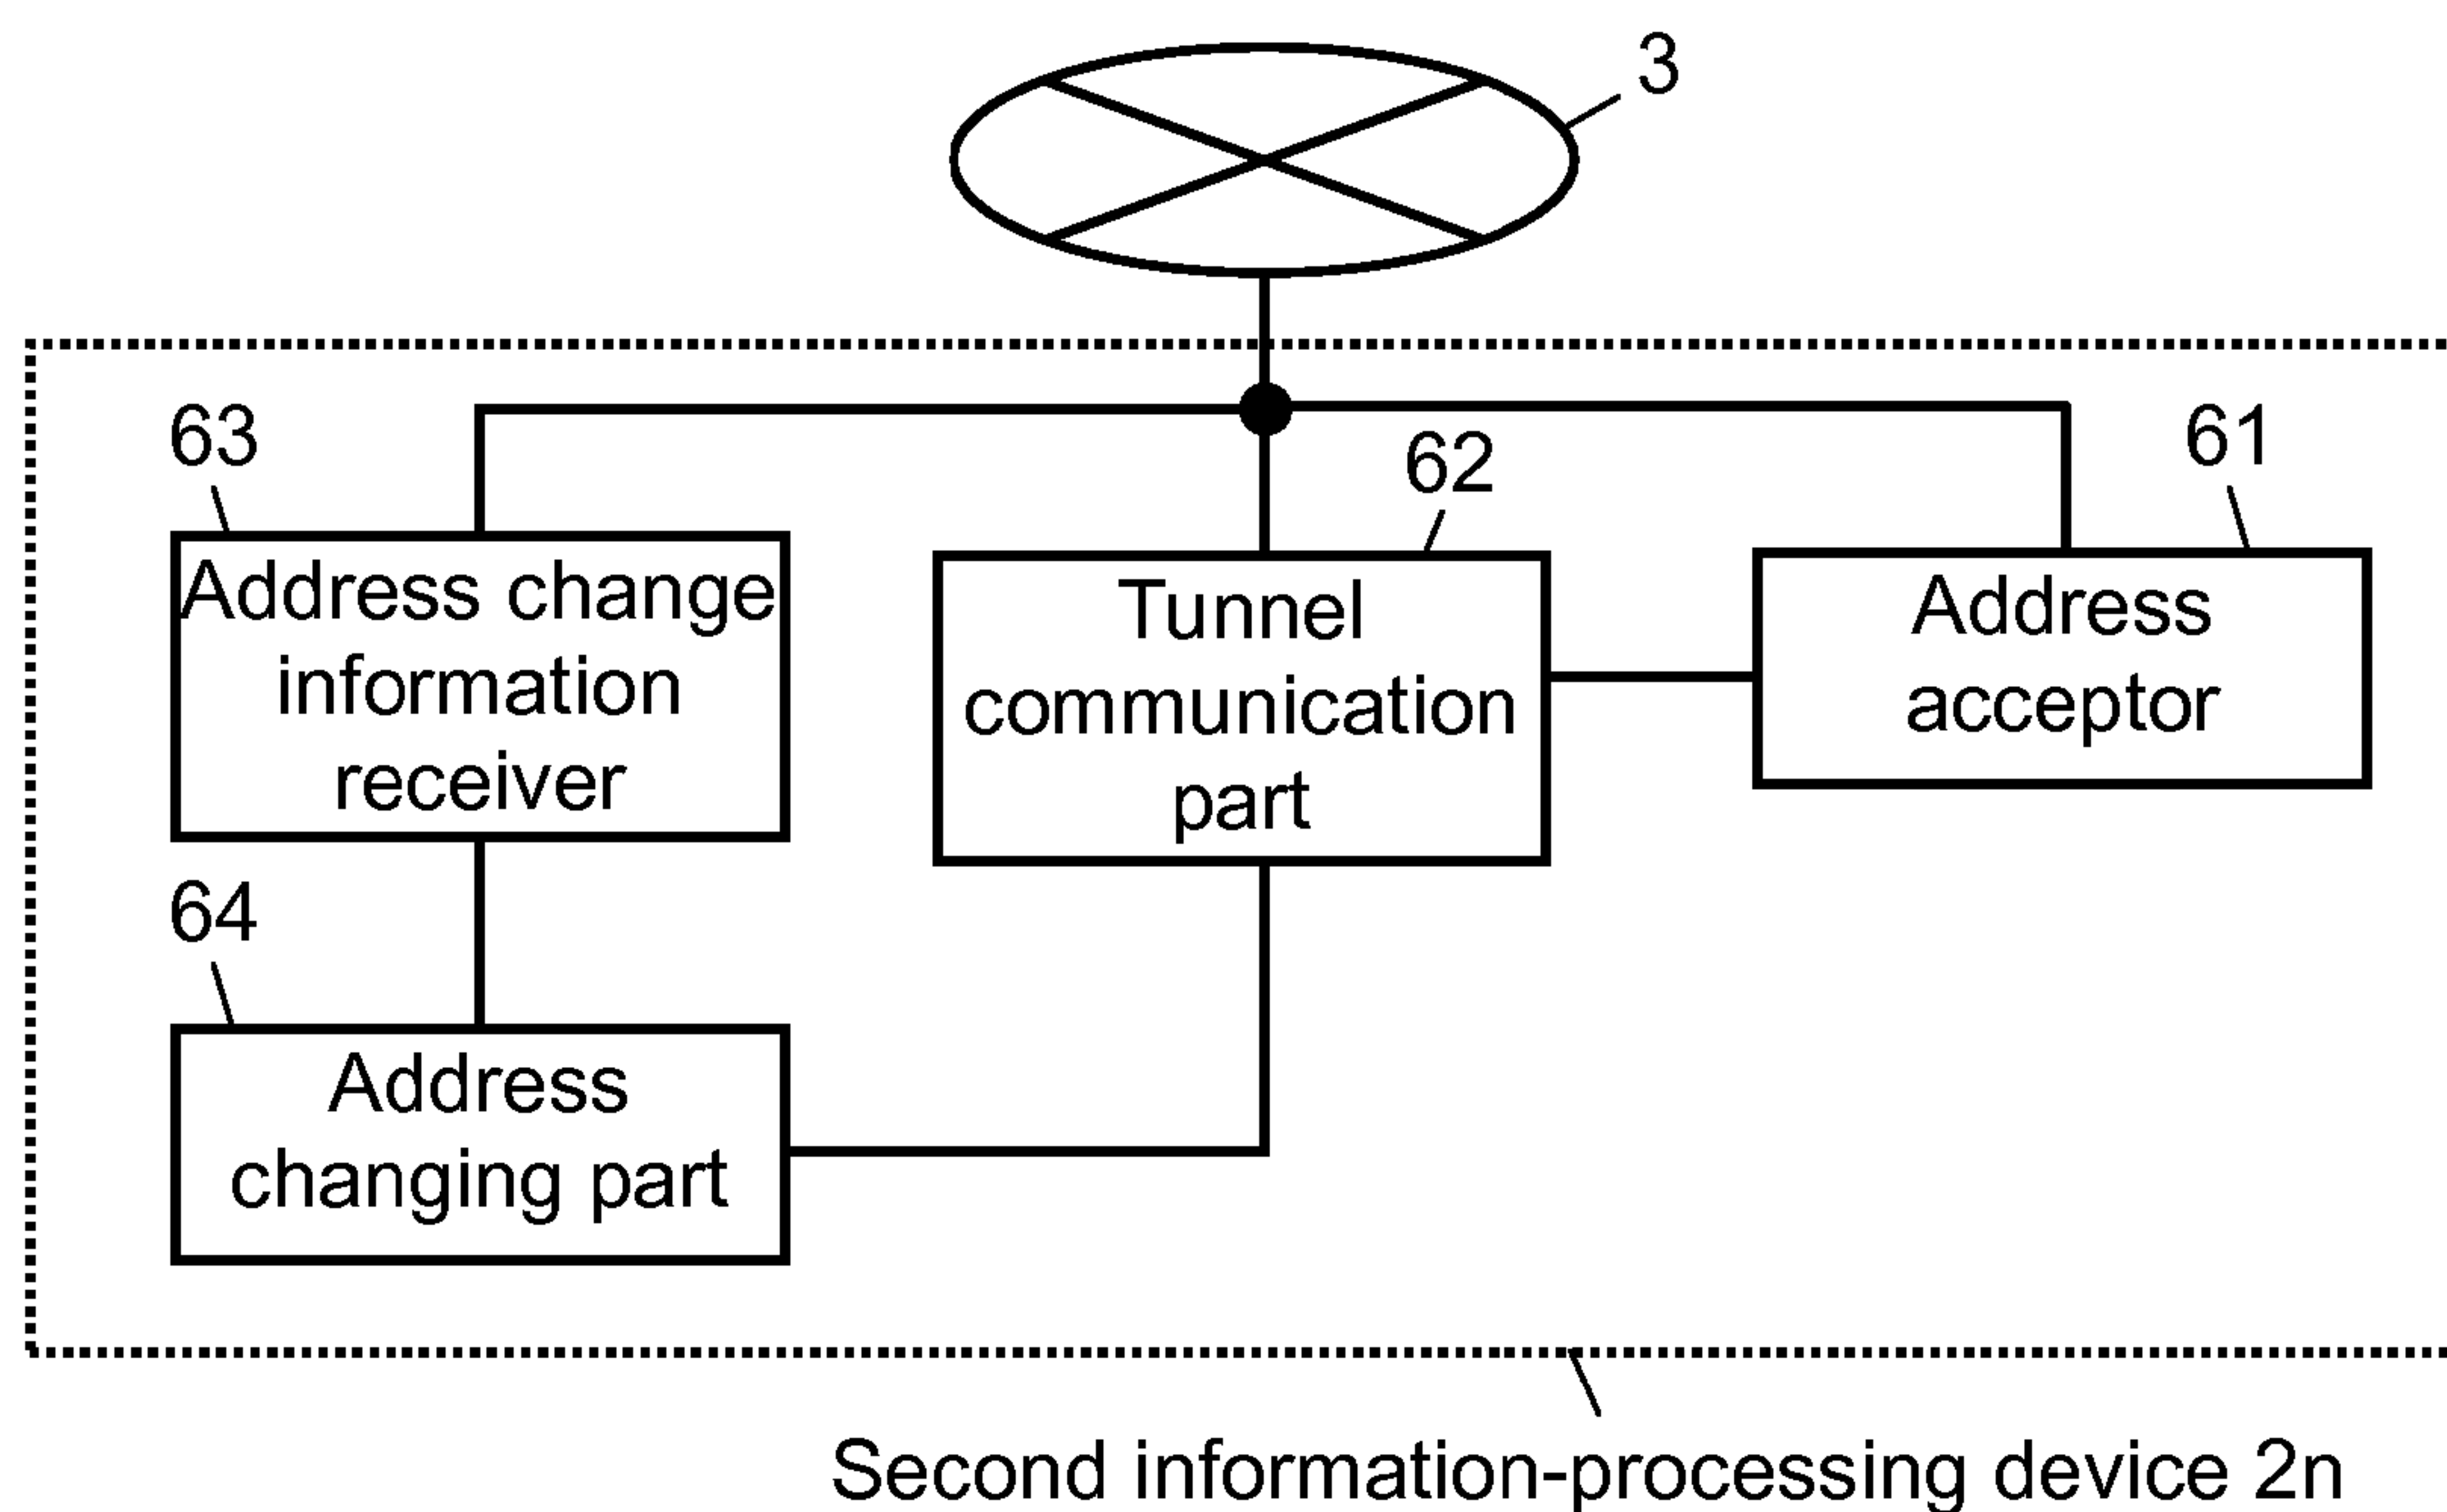 3
63
Address change
information
receiver
62
Tunnel
communication
part
61
Address
acceptor
64
Address
changing part
Second information-processing device 2n